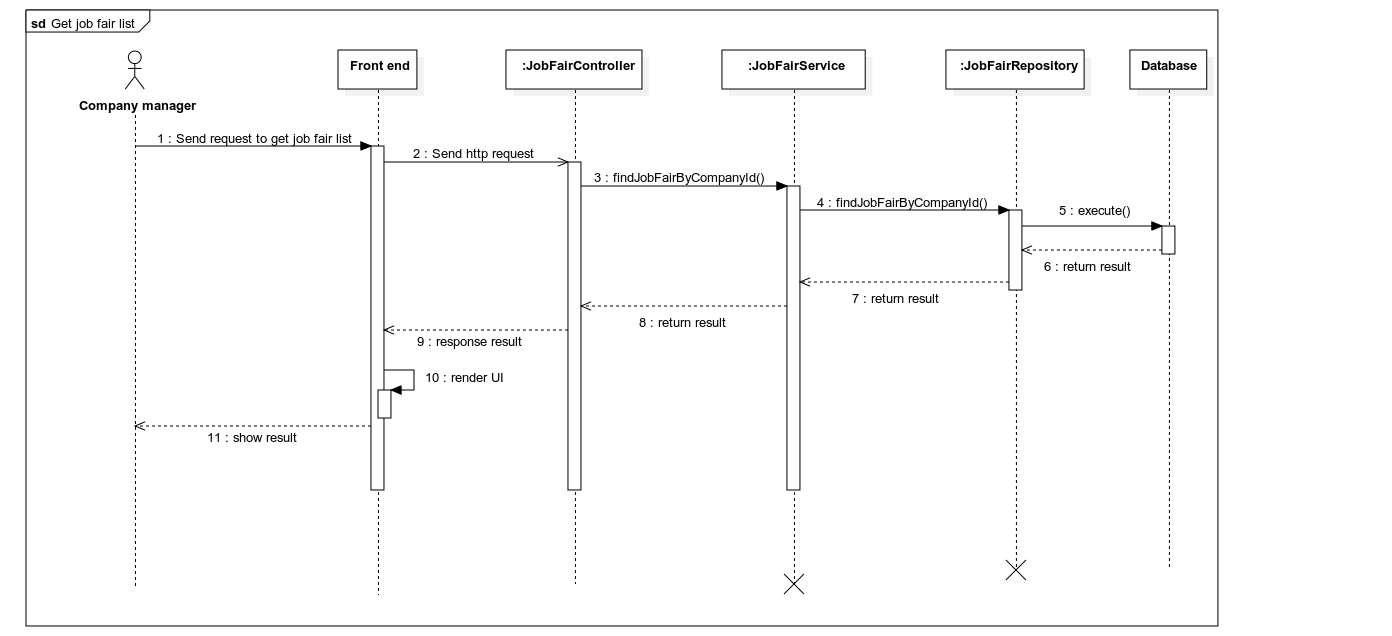 sd Get job fair list
Company manager
Front end
:JobFairController
:JobFairService
:JobFairRepository
Database
1 : Send request to get job fair list
2 : Send http request
3 : findJobFairByCompanyId()
4 : findJobFairByCompanyId()
5 : execute()
6 : return result
7 : return result
8 : return result
9 : response result
10 : render UI
11 : show result